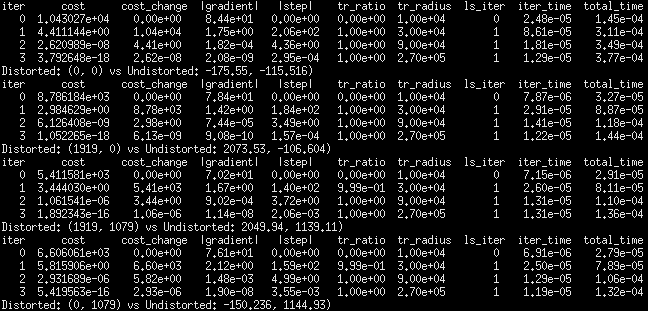 iter cost cost_change |gradient| |step| tr_ratio tr_radius ls_iter iter_time total_time
0 1.043027e+04 0.00e+00 8.44e+01 0.00e+00 0.00e+00 1.00e+04 0 2.48e-05 1.45e-04
1 4.411144e+00 1.04e+04 1.75e+00 2.06e+02 1.00e+00 3.00e+04 1 8.61e-05 3.11e-04
2 2.620989e-08 4.41e+00 1.82e-04 4.36e+00 1.00e+00 9.00e+04 1 1.81e-05 3.49e-04
3 3.792648e-18 2.62e-08 2.08e-09 2.95e-04 1.00e+00 2.70e+05 1 1.29e-05 3.77e-04
Distorted: (0, 0) vs Undistorted: -175.55, -115.516)
iter cost cost_change |gradient| |step| tr_ratio tr_radius ls_iter iter_time total_time
0 8.786184e+03 0.00e+00 7.84e+01 0.00e+00 0.00e+00 1.00e+04 0 7.87e-06 3.27e-05
1 2.984629e+00 8.78e+03 1.42e+00 1.84e+02 1.00e+00 3.00e+04 1 2.91e-05 8.87e-05
2 6.126408e-09 2.98e+00 7.44e-05 3.49e+00 1.00e+00 9.00e+04 1 1.41e-05 1.18e-04
3 1.052265e-18 6.13e-09 9.08e-10 1.57e-04 1.00e+00 2.70e+05 1 1.22e-05 1.44e-04
Distorted: (1919, 0) vs Undistorted: 2073.53, -106.604)
iter cost cost_change |gradient| |step| tr_ratio tr_radius ls_iter iter_time total_time
0 5.411581e+03 0.00e+00 7.02e+01 0.00e+00 0.00e+00 1.00e+04 0 7.15e-06 2.91e-05
1 3.444030e+00 5.41e+03 1.67e+00 1.40e+02 9.99e-01 3.00e+04 1 2.60e-05 8.11e-05
2 1.061541e-06 3.44e+00 9.02e-04 3.72e+00 1.00e+00 9.00e+04 1 1.31e-05 1.10e-04
3 1.892343e-16 1.06e-06 1.14e-08 2.06e-03 1.00e+00 2.70e+05 1 1.31e-05 1.36e-04
Distorted: (1919, 1079) vs Undistorted: 2049.94, 1139.11)
iter cost cost_change |gradient| |step| tr_ratio tr_radius ls_iter iter_time total_time
0 6.606061e+03 0.00e+00 7.61e+01 0.00e+00 0.00e+00 1.00e+04 0 6.91e-06 2.79e-05
1 5.815906e+00 6.60e+03 2.12e+00 1.59e+02 9.99e-01 3.00e+04 1 2.50e-05 7.89e-05
2 2.931689e-06 5.82e+00 1.48e-03 4.99e+00 1.00e+00 9.00e+04 1 1.29e-05 1.06e-04
3 5.419563e-16 2.93e-06 1.90e-08 3.55e-03 1.00e+00 2.70e+05 1 1.19e-05 1.32e-04
Distorted: (0, 1079) vs Undistorted: -150.236, 1144.93)